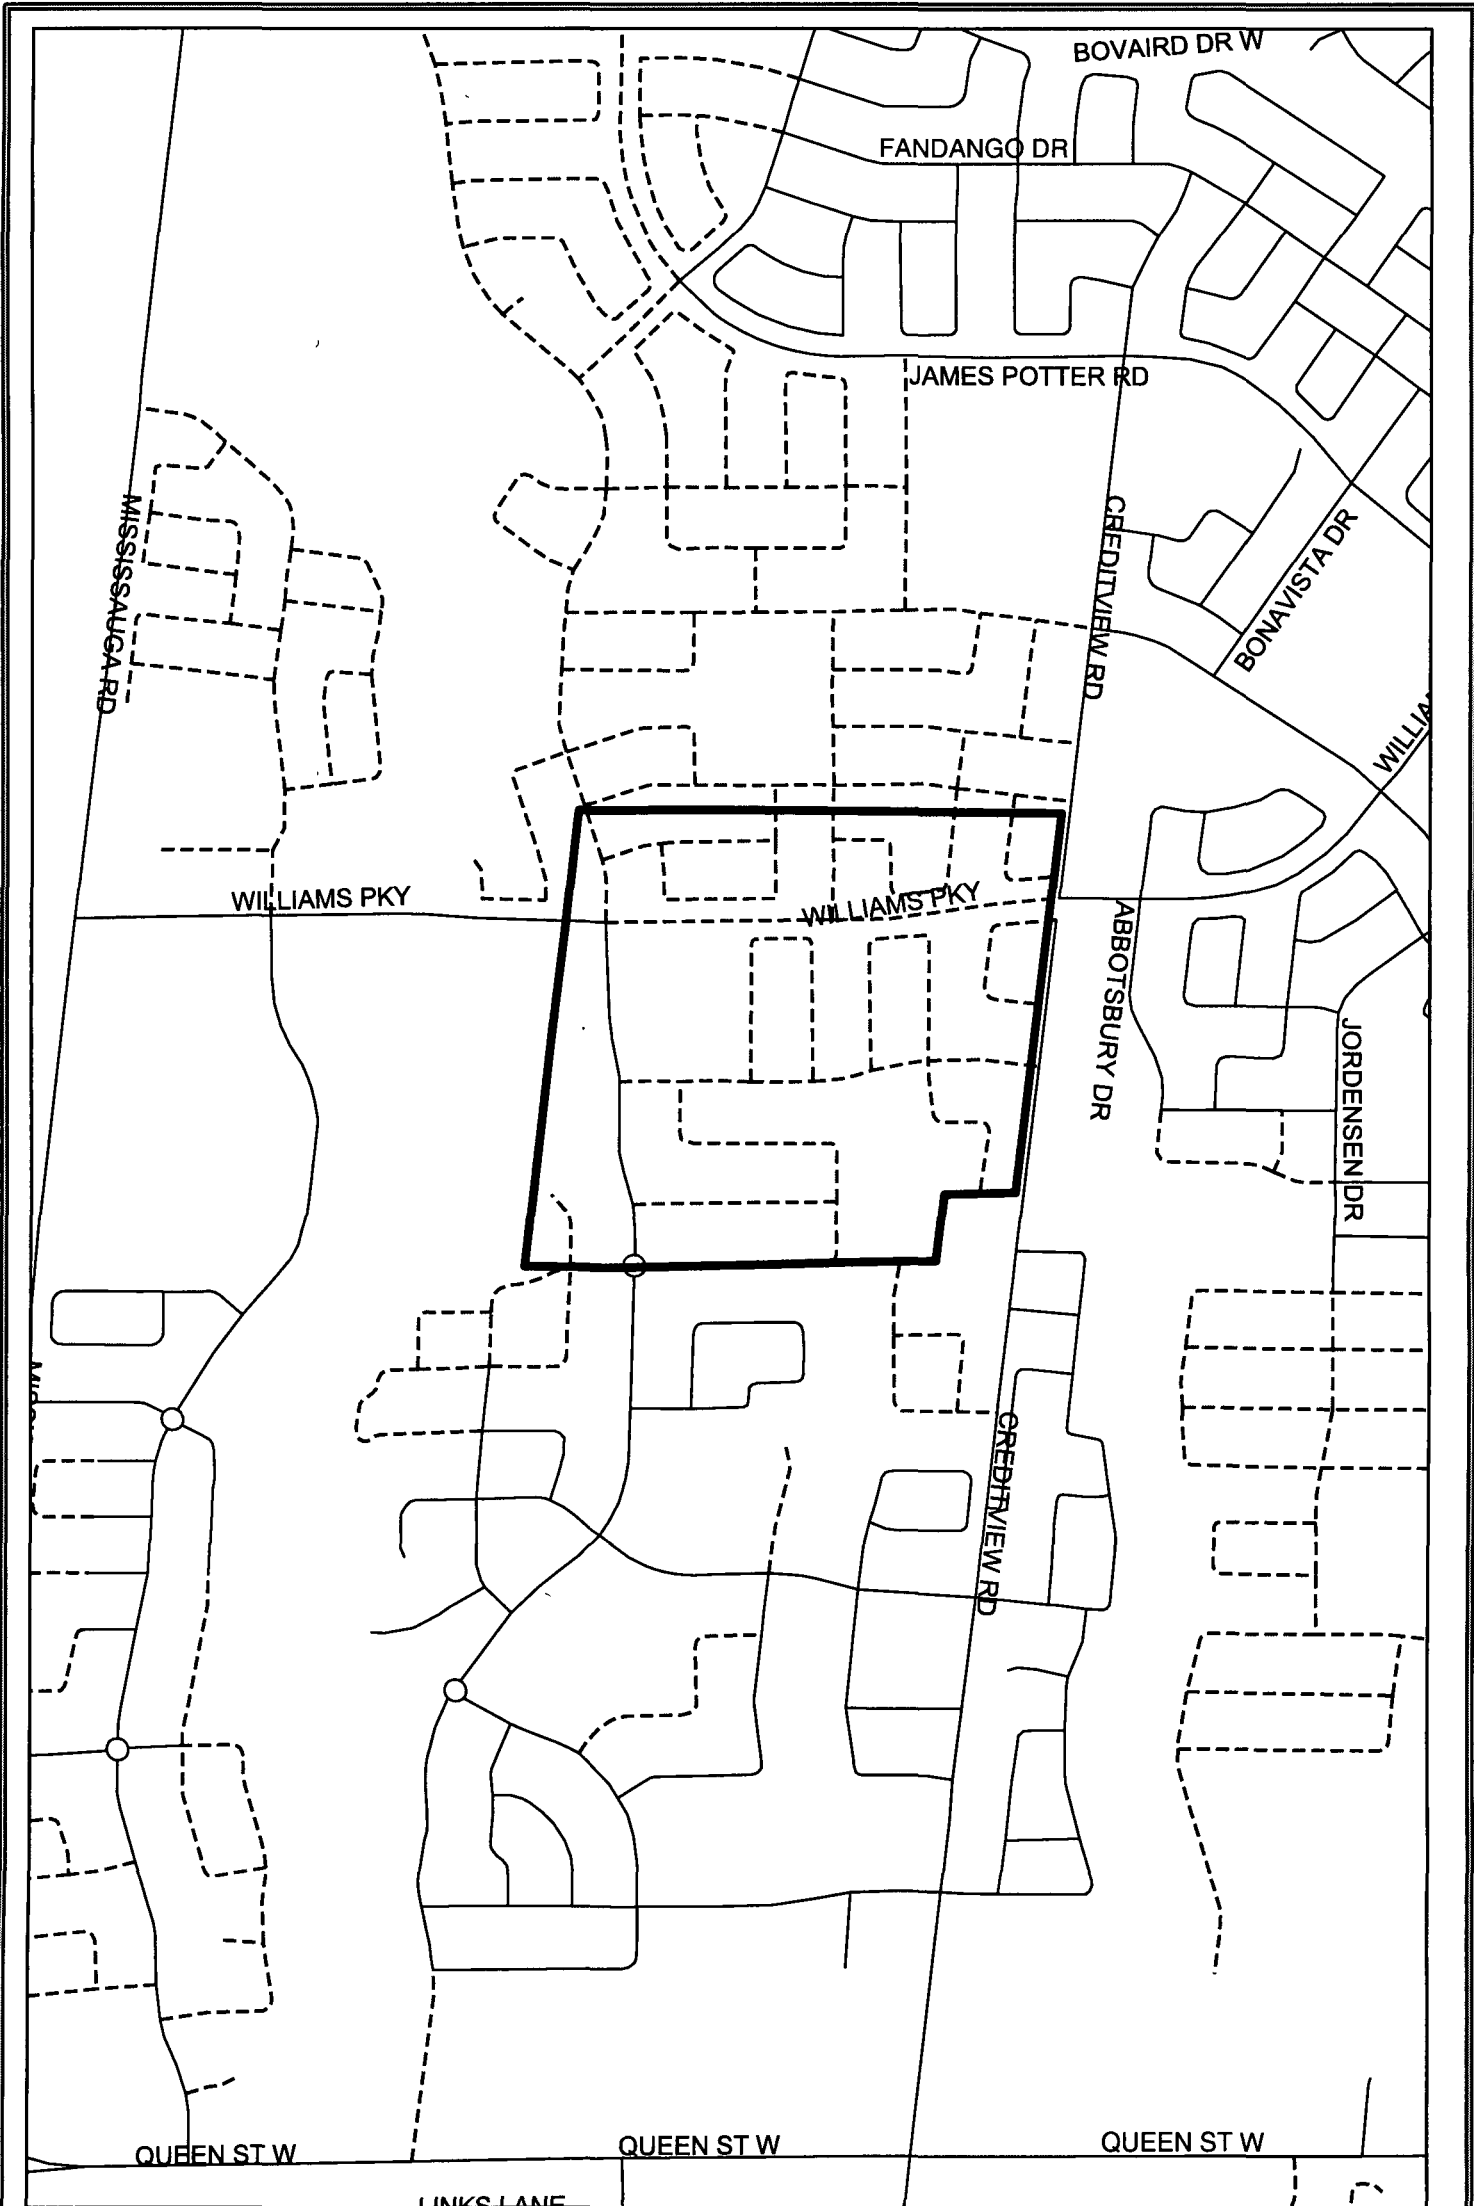 BOVAIRD DR W
FANDANGO DR
JAMES POTTER RD
MISSISSAUGA RD
CREDITVIEW RD
BONAVISTA DR
WILLIAMS PKY
WILLIAMS PKY
ABBOTSBURY DR
JORDENSEN DR
CREDITVIEW RD
QUEEN ST W
QUEEN ST W
QUEEN ST W
LINKS LANE